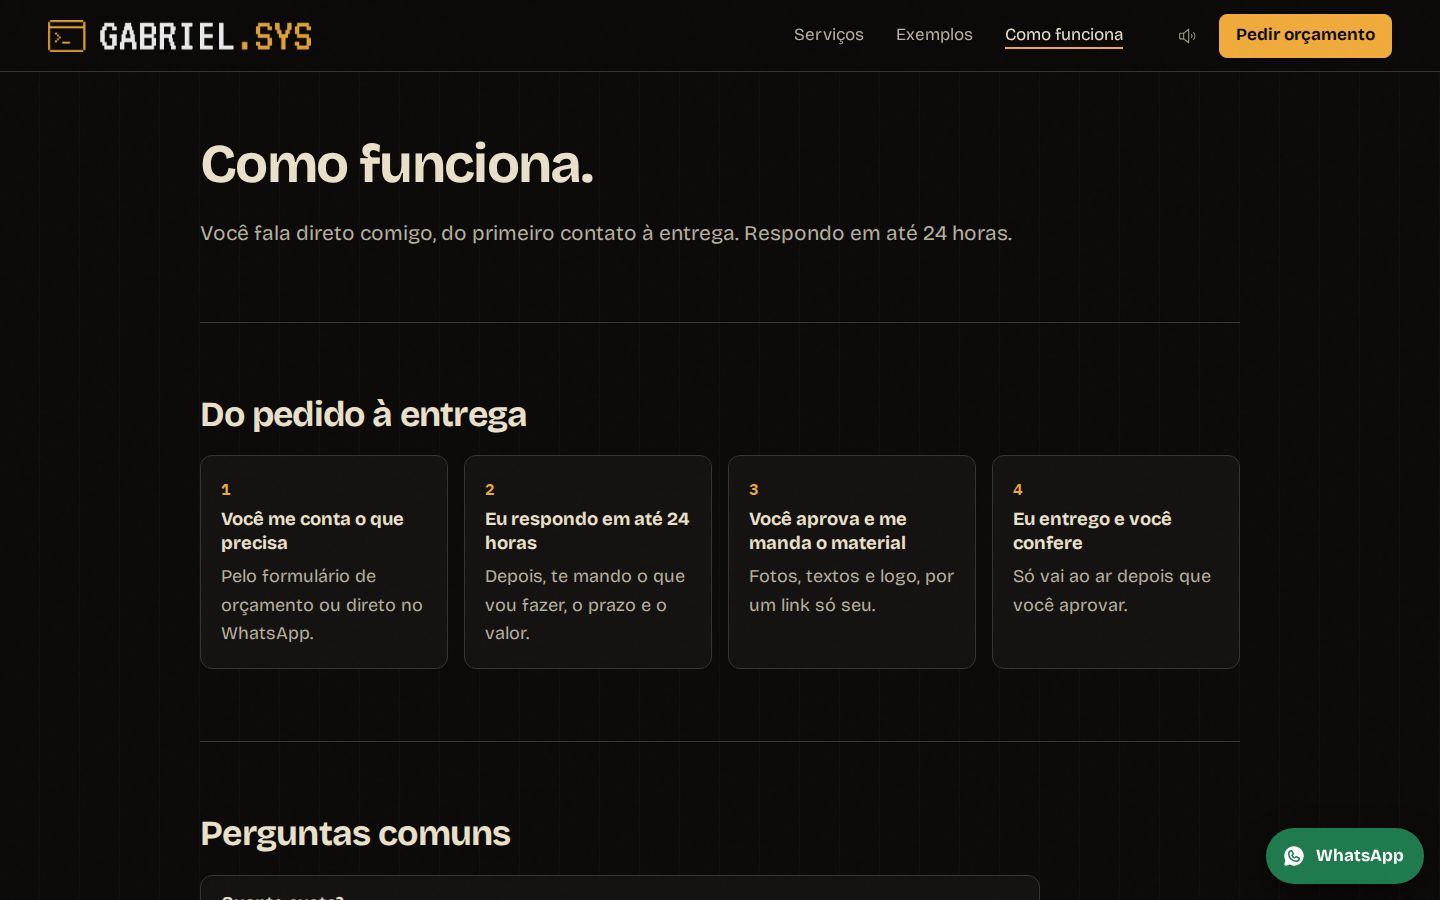 GABRIEL.SYS
Serviços
Exemplos
Como funciona
Pedir orçamento
Como funciona.
Você fala direto comigo, do primeiro contato à entrega. Respondo em até 24 horas.
Do pedido à entrega
1
Você me conta o que
precisa
Pelo formulário de
orçamento ou direto no
WhatsApp.
2
Eu respondo em até 24
horas
Depois, te mando o que
vou fazer, o prazo e o
valor.
3
Você aprova e me
manda o material
Fotos, textos e logo, por
um link só seu.
4
Eu entrego e você
confere
Só vai ao ar depois que
você aprovar.
Perguntas comuns
WhatsApp